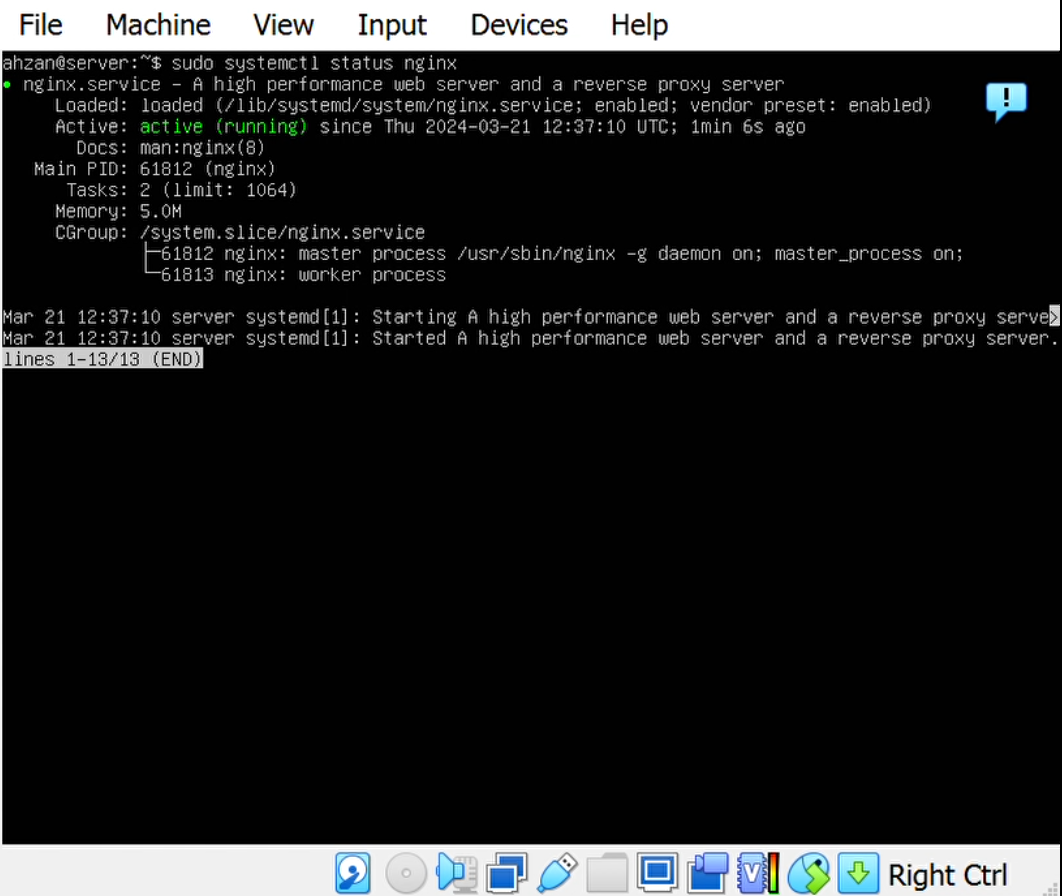 File Machine View Input Devices Help
ahzan@server:~$ sudo systemctl status nginx
● nginx.service - A high performance web server and a reverse proxy server
Loaded: loaded (/lib/systemd/system/nginx.service; enabled; vendor preset: enabled)
Active: active (running) since Thu 2024-03-21 12:37:10 UTC; 1min 6s ago
Docs: man:nginx(8)
Main PID: 61812 (nginx)
Tasks: 2 (limit: 1064)
Memory: 5.0M
CGroup: /system.slice/nginx.service
├─61812 nginx: master process /usr/sbin/nginx -g daemon on; master_process on;
└─61813 nginx: worker process
Mar 21 12:37:10 server systemd[1]: Starting A high performance web server and a reverse proxy serve>
Mar 21 12:37:10 server systemd[1]: Started A high performance web server and a reverse proxy server.
lines 1-13/13 (END)
Right Ctrl